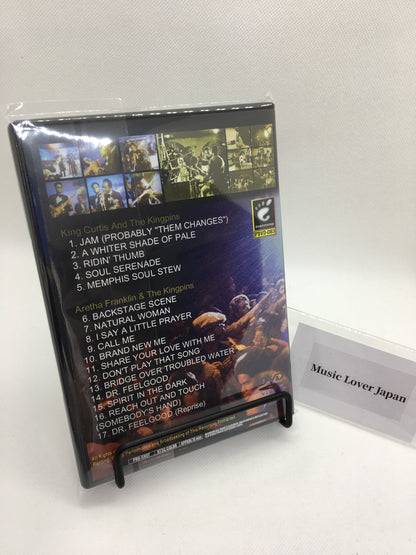 King Curtis And The Kingpins
1. JAM (PROBABLY "THEM CHANGES")
2. A WHITER SHADE OF PALE
3. RIDIN' THUMB
4. SOUL SERENADE
5. MEMPHIS SOUL STEW
Aretha Franklin & The Kingpins
6. BACKSTAGE SCENE
7. NATURAL WOMAN
8. I SAY A LITTLE PRAYER
9. CALL ME
10. BRAND NEW ME
11. SHARE YOUR LOVE WITH ME
12. DON'T PLAY THAT SONG
13. BRIDGE OVER TROUBLED WATER
14. DR. FEELGOOD
15. SPIRIT IN THE DARK
16. REACH OUT AND TOUCH
(SOMEBODY'S HAND)
17. DR. FEELGOOD (Reprise)
Music Lover Japan